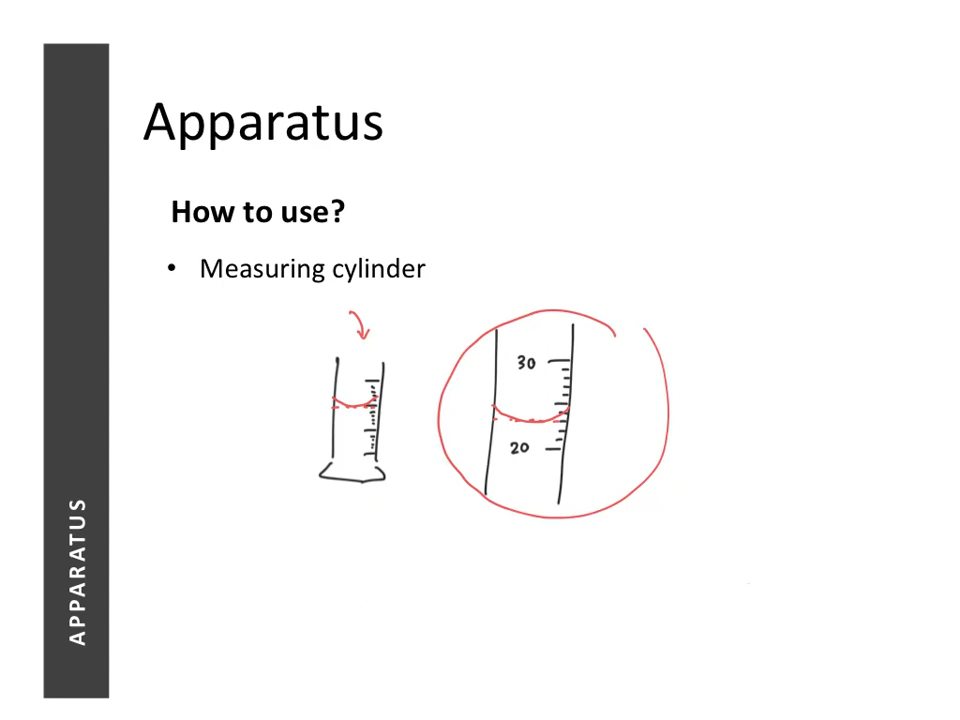 Apparatus
How to use?
• Measuring cylinder
30
20
APPARATUS